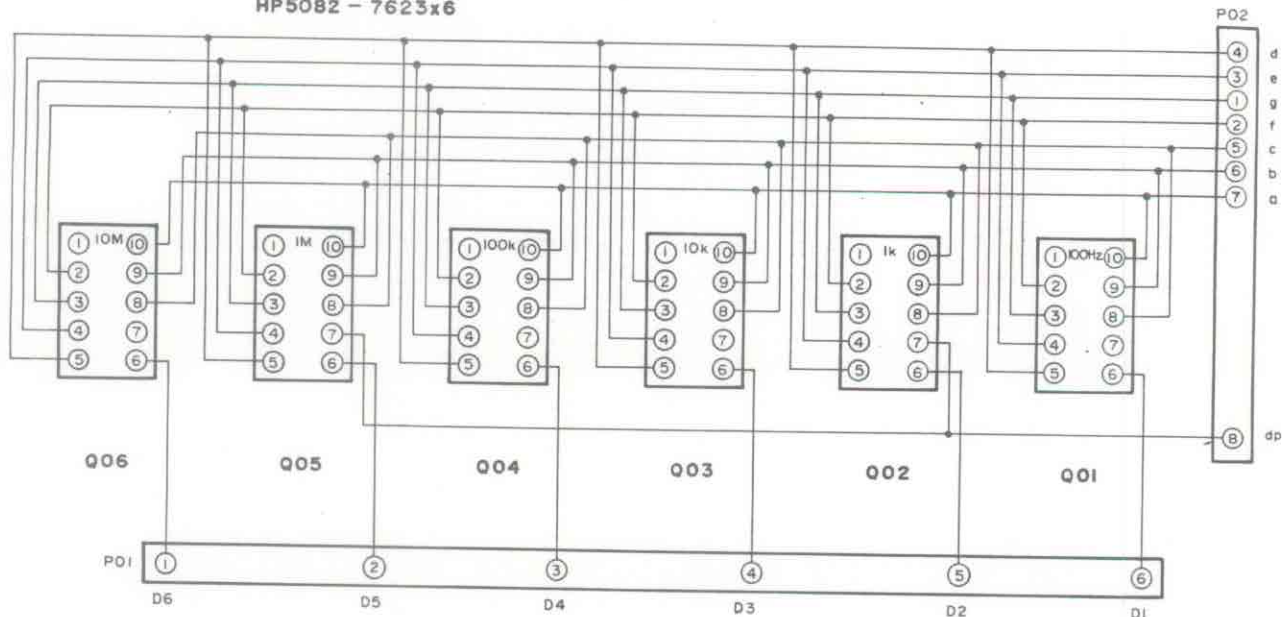 HP5082 - 7623x6
P02
4 d
3 e
1 g
2 f
5 c
6 b
7 a
8 dp
1 10M 10
2 9
3 8
4 7
5 6
1 1M 10
2 9
3 8
4 7
5 6
1 100k 10
2 9
3 8
4 7
5 6
1 10k 10
2 9
3 8
4 7
5 6
1 1k 10
2 9
3 8
4 7
5 6
1 100Hz 10
2 9
3 8
4 7
5 6
Q06 Q05 Q04 Q03 Q02 Q01
P01 1 2 3 4 5 6
D6 D5 D4 D3 D2 D1